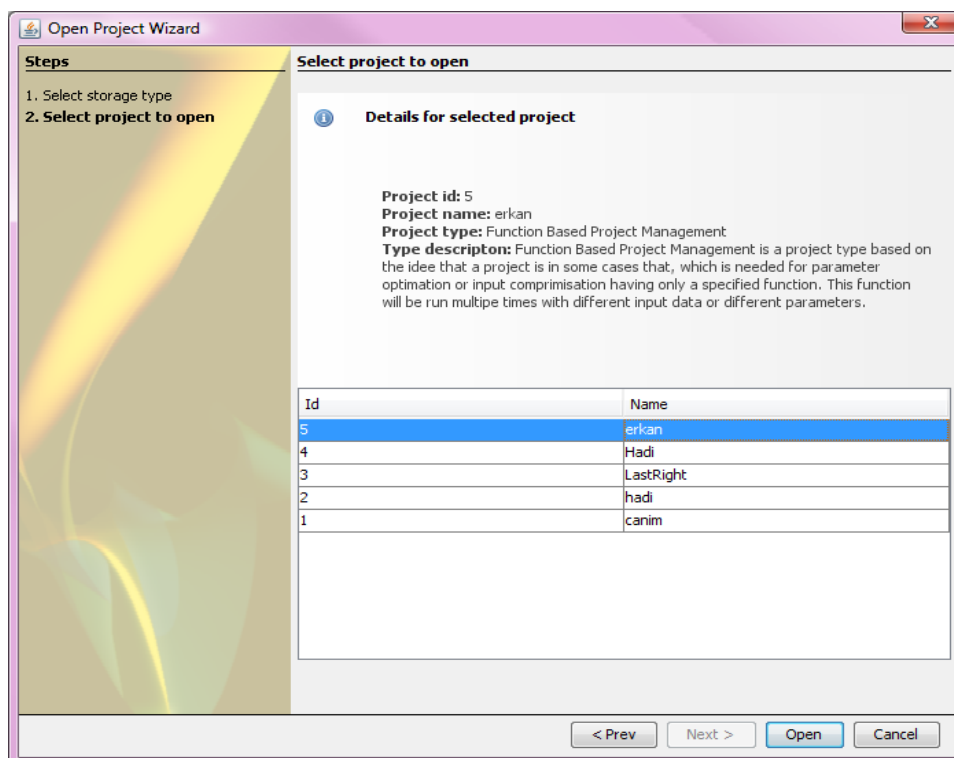 Open Project Wizard
Steps
1. Select storage type
2. Select project to open
Select project to open
Details for selected project
Project id: 5
Project name: erkan
Project type: Function Based Project Management
Type descripton: Function Based Project Management is a project type based on
the idee that a project is in some cases that, which is needed for parameter
optimation or input comprimisation having only a specified function. This function
will be run multipe times with different input data or different parameters.
Id Name
5 erkan
4 Hadi
3 LastRight
2 hadi
1 canim
< Prev Next > Open Cancel